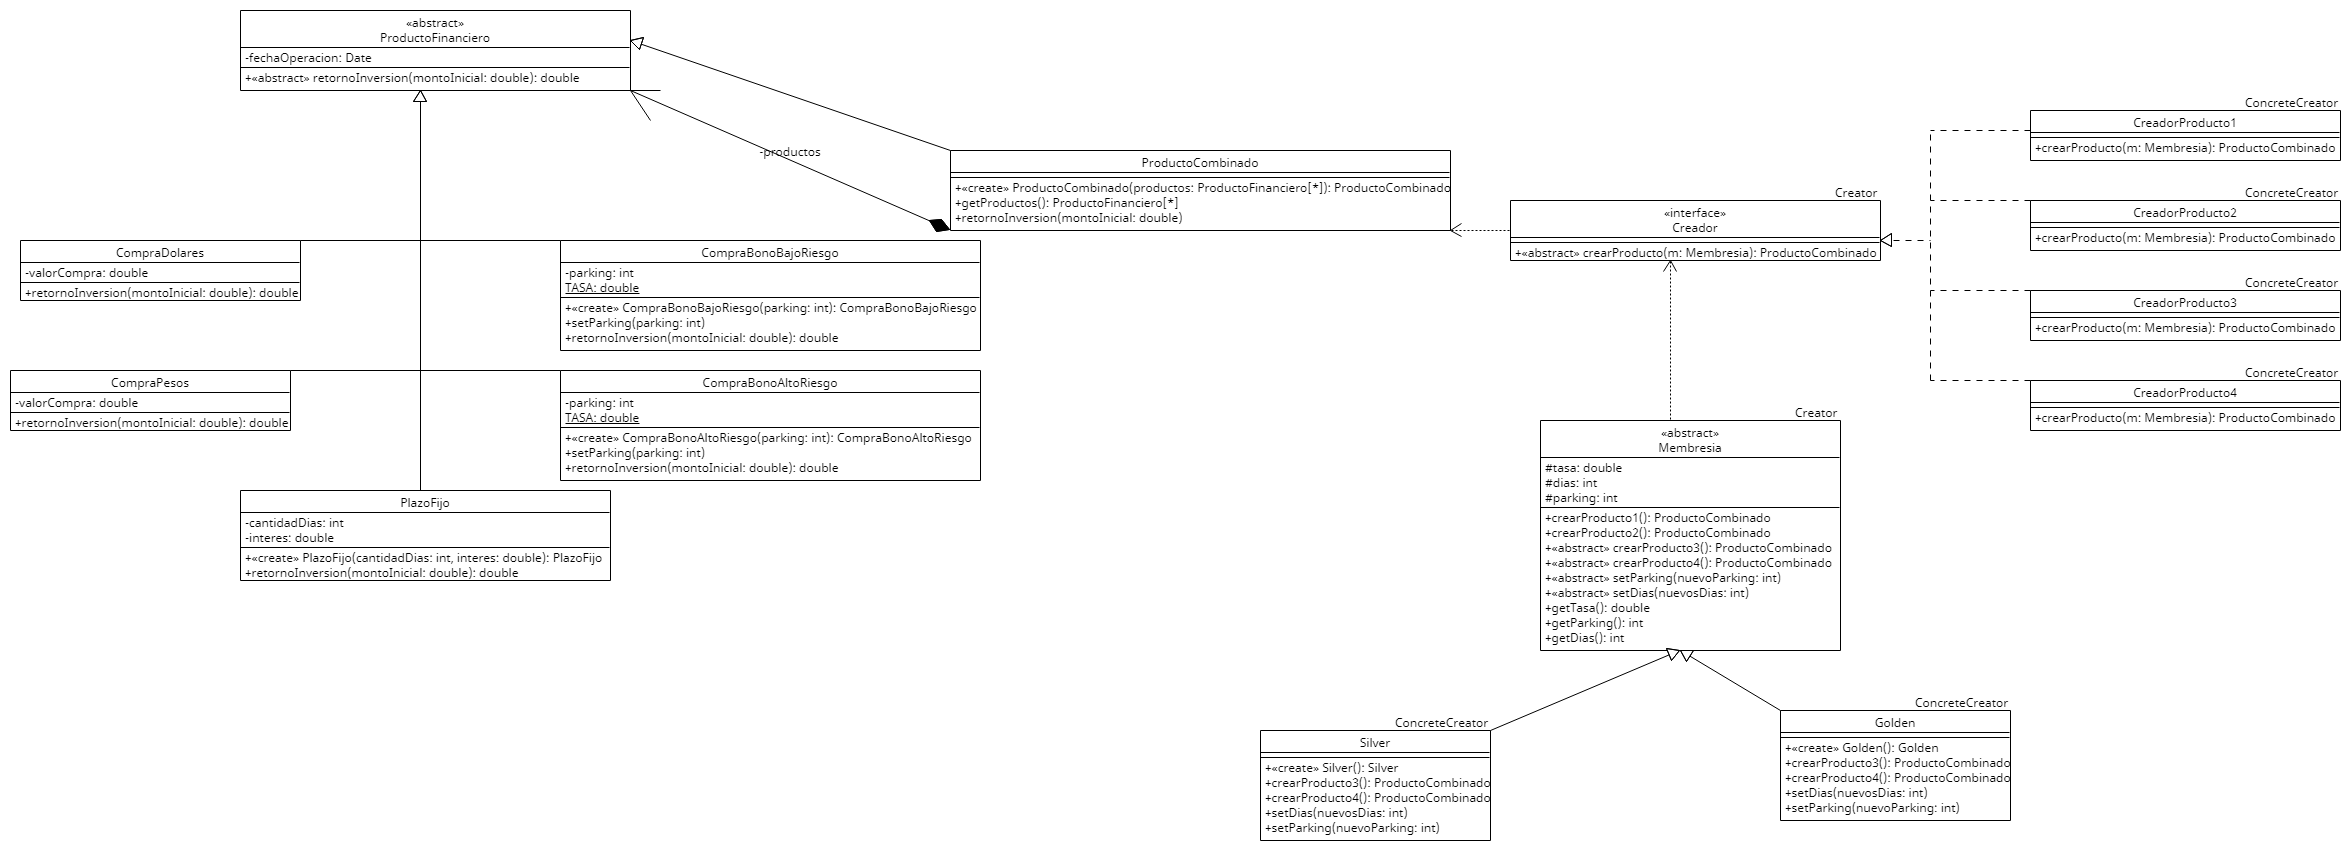 «abstract»
ProductoFinanciero
-fechaOperacion: Date
+«abstract» retornoInversion(montoInicial: double): double
-productos
ProductoCombinado
+«create» ProductoCombinado(productos: ProductoFinanciero[*]): ProductoCombinado
+getProductos(): ProductoFinanciero[*]
+retornoInversion(montoInicial: double)
CompraDolares
-valorCompra: double
+retornoInversion(montoInicial: double): double
CompraBonoBajoRiesgo
-parking: int
TASA: double
+«create» CompraBonoBajoRiesgo(parking: int): CompraBonoBajoRiesgo
+setParking(parking: int)
+retornoInversion(montoInicial: double): double
CompraPesos
-valorCompra: double
+retornoInversion(montoInicial: double): double
CompraBonoAltoRiesgo
-parking: int
TASA: double
+«create» CompraBonoAltoRiesgo(parking: int): CompraBonoAltoRiesgo
+setParking(parking: int)
+retornoInversion(montoInicial: double): double
PlazoFijo
-cantidadDias: int
-interes: double
+«create» PlazoFijo(cantidadDias: int, interes: double): PlazoFijo
+retornoInversion(montoInicial: double): double
Creator
«interface»
Creador
+«abstract» crearProducto(m: Membresia): ProductoCombinado
ConcreteCreator
CreadorProducto1
+crearProducto(m: Membresia): ProductoCombinado
ConcreteCreator
CreadorProducto2
+crearProducto(m: Membresia): ProductoCombinado
ConcreteCreator
CreadorProducto3
+crearProducto(m: Membresia): ProductoCombinado
ConcreteCreator
CreadorProducto4
+crearProducto(m: Membresia): ProductoCombinado
Creator
«abstract»
Membresia
#tasa: double
#dias: int
#parking: int
+crearProducto1(): ProductoCombinado
+crearProducto2(): ProductoCombinado
+«abstract» crearProducto3(): ProductoCombinado
+«abstract» crearProducto4(): ProductoCombinado
+«abstract» setParking(nuevoParking: int)
+«abstract» setDias(nuevosDias: int)
+getTasa(): double
+getParking(): int
+getDias(): int
ConcreteCreator
Silver
+«create» Silver(): Silver
+crearProducto3(): ProductoCombinado
+crearProducto4(): ProductoCombinado
+setDias(nuevosDias: int)
+setParking(nuevoParking: int)
ConcreteCreator
Golden
+«create» Golden(): Golden
+crearProducto3(): ProductoCombinado
+crearProducto4(): ProductoCombinado
+setDias(nuevosDias: int)
+setParking(nuevoParking: int)